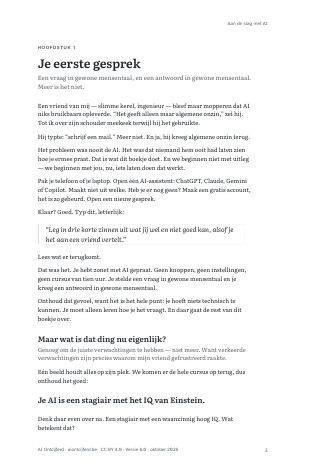 Aan de slag met AI
HOOFDSTUK 1
Je eerste gesprek
Een vraag in gewone mensentaal, en een antwoord in gewone mensentaal.
Meer is het niet.
Een vriend van mij — slimme kerel, ingenieur — bleef maar mopperen dat AI
niks bruikbaars opleverde. "Het geeft alleen maar algemene onzin," zei hij.
Tot ik over zijn schouder meekeek terwijl hij het gebruikte.
Hij typte: "schrijf een mail." Meer niet. En ja, hij kreeg algemene onzin terug.
Het probleem was nooit de AI. Het was dat niemand hem ooit had laten zien
hoe je ermee praat. Dat is wat dit boekje doet. En we beginnen niet met uitleg
— we beginnen met jou, nu, iets laten doen dat werkt.
Pak je telefoon of je laptop. Open één AI-assistent: ChatGPT, Claude, Gemini
of Copilot. Maakt niet uit welke. Heb je er nog geen? Maak een gratis account,
het is zo gebeurd. Open een nieuw gesprek.
Klaar? Goed. Typ dit, letterlijk:
"Leg in drie korte zinnen uit wat jij wel en niet goed kan, alsof je
het aan een vriend vertelt."
Lees wat er terugkomt.
Dat was het. Je hebt zonet met AI gepraat. Geen knoppen, geen instellingen,
geen cursus van tien uur. Je stelde een vraag in gewone mensentaal en je
kreeg een antwoord in gewone mensentaal.
Onthoud dat gevoel, want het is het hele punt: je hoeft niets technisch te
kannen. Je moet alleen leren hoe je het vraagt. En daar gaat de rest van dit
boekje over.
Maar wat is dat ding nu eigenlijk?
Genoeg om de juiste verwachtingen te hebben — niet meer. Want verkeerde
verwachtingen zijn precies waarom mijn vriend gefrustreerd raakte.
Eén beeld houdt alles op zijn plek. We komen er de hele cursus op terug, dus
onthoud het goed:
Je AI is een stagiair met het IQ van Einstein.
Denk daar even over na. Een stagiair met een waanzinnig hoog IQ. Wat
betekent dat?
AI Ontcijferd · aiontcijferd.be · CC BY 4.0 · Versie 6.0 · oktober 2026
3